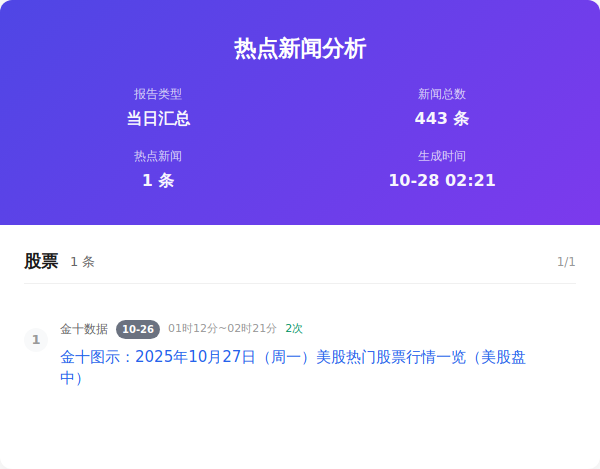 热点新闻分析
报告类型
新闻总数
当日汇总
443 条
热点新闻
生成时间
1 条
10-28 02:21
股票 1 条 1/1
1
金十数据 10-26 01时12分~02时21分 2次
金十图示：2025年10月27日（周一）美股热门股票行情一览（美股盘
中）